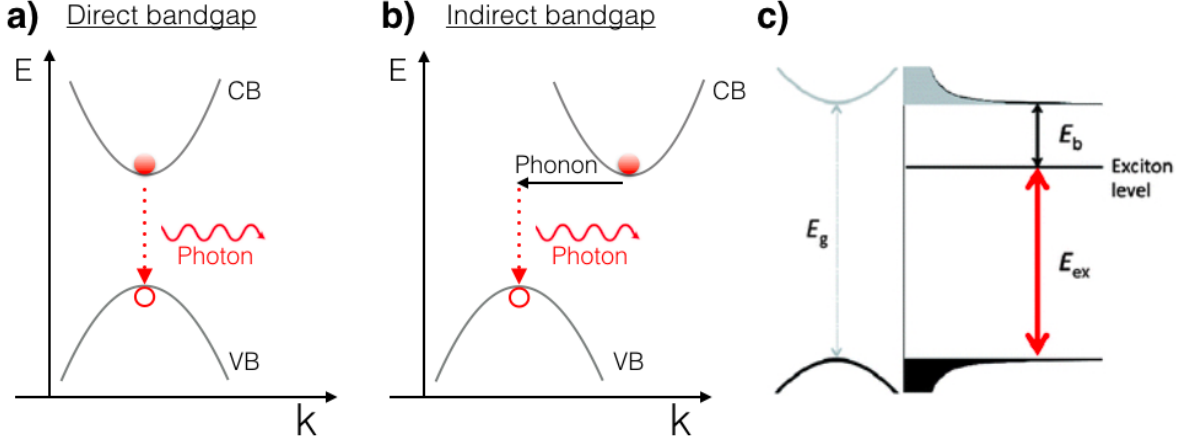 a) Direct bandgap
E
CB
Photon
VB
k
b) Indirect bandgap
E
CB
Phonon
Photon
VB
k
c)
Eg
Eb
Exciton
level
Eex